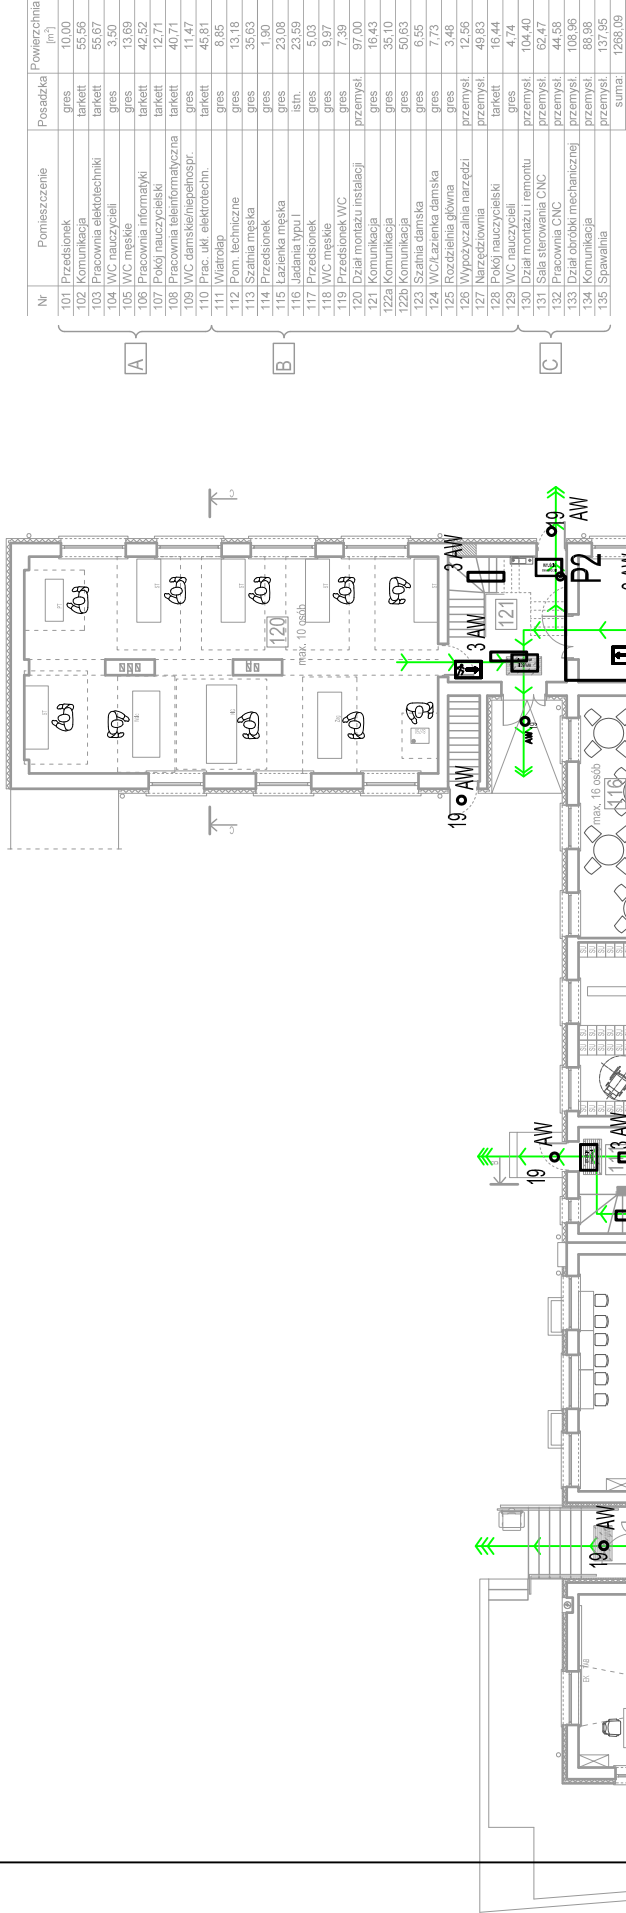 Nr Pomieszczenie Posadzka Powierzchnia [m²]
101 Przedsionek gres 10,00
102 Komunikacja tarkett 55,56
103 Pracownia elektotechniki tarkett 55,67
104 WC nauczycieli gres 3,50
105 WC męskie gres 13,69
106 Pracownia informatyki tarkett 42,52
107 Pokój nauczycielski tarkett 12,71
108 Pracownia teleinformatyczna tarkett 40,71
109 WC damskie/niepełnospr. gres 11,47
110 Prac. ukł. elektrotechn. tarkett 45,81
111 Wiatrołap gres 8,85
112 Pom. techniczne gres 13,18
113 Szatnia męska gres 35,63
114 Przedsionek gres 1,90
115 Łazienka męska gres 23,08
116 Jadania typu I istn. 23,59
117 Przedsionek gres 5,03
118 WC męskie gres 9,97
119 Przedsionek WC gres 7,39
120 Dział montażu instalacji przemysł. 97,00
121 Komunikacja gres 16,43
122a Komunikacja gres 35,10
122b Komunikacja gres 50,63
123 Szatnia damska gres 6,55
124 WC/Łazienka damska gres 7,73
125 Rozdzielnia główna gres 3,48
126 Wypożyczalnia narzędzi przemysł. 12,56
127 Narzędziownia przemysł. 49,83
128 Pokój nauczycielski tarkett 16,44
129 WC nauczycieli gres 4,74
130 Dział montażu i remontu przemysł. 104,40
131 Sala sterowania CNC przemysł. 62,47
132 Pracownia CNC przemysł. 44,58
133 Dział obróbki mechanicznej przemysł. 108,96
134 Komunikacja przemysł. 88,98
135 Spawalnia przemysł. 137,95
suma: 1268,09
A
B
C
120
max. 10 osób
3 AW
121
3 AW
19 AW
P2
19 AW
AW
116
max. 16 osób
19 AW
3 AW
19 AW